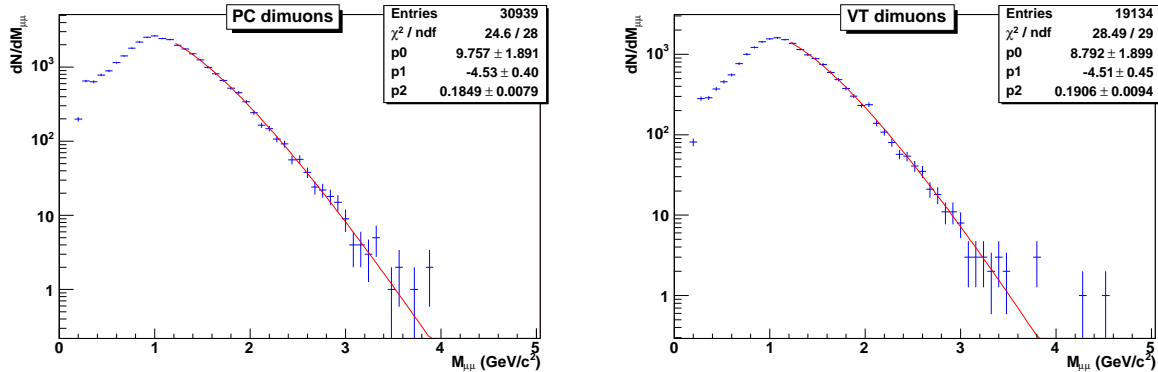 PC dimuons
Entries 30939
χ² / ndf 24.6 / 28
p0 9.757 ± 1.891
p1 -4.53 ± 0.40
p2 0.1849 ± 0.0079
dN/dMμμ
10³
10²
10
1
0 1 2 3 4 5
Mμμ (GeV/c²)
VT dimuons
Entries 19134
χ² / ndf 28.49 / 29
p0 8.792 ± 1.899
p1 -4.51 ± 0.45
p2 0.1906 ± 0.0094
dN/dMμμ
10³
10²
10
1
0 1 2 3 4 5
Mμμ (GeV/c²)